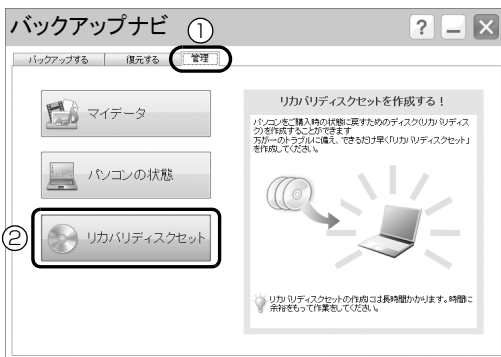 バックアップナビ
①
? － ×
バックアップする 復元する 管理
マイデータ
パソコンの状態
②
リカバリディスクセット
リカバリディスクセットを作成する！
パソコンをご購入時の状態に戻すためのディスク(リカバリディス
ク)を作成することができます
万が一のトラブルに備え、できるだけ早く「リカバリディスクセット」
を作成してください。
リカバリディスクセットの作成には長時間かかります。時間に
余裕をもって作業をしてください。